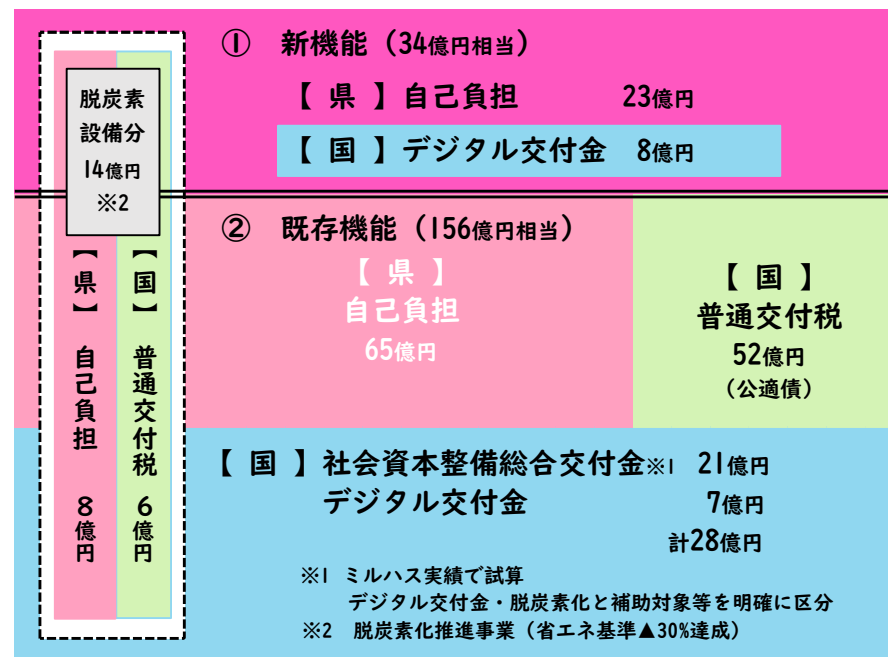 脱炭素
設備分
14億円
※2
【県】自己負担 8億円
【国】普通交付税 6億円
① 新機能（34億円相当）
【 県 】自己負担 23億円
【 国 】デジタル交付金 8億円
② 既存機能（156億円相当）
【 県 】
自己負担
65億円
【 国 】
普通交付税
52億円
（公適債）
【 国 】社会資本整備総合交付金※1 21億円
デジタル交付金 7億円
計28億円
※1 ミルハス実績で試算
デジタル交付金・脱炭素化と補助対象等を明確に区分
※2 脱炭素化推進事業（省エネ基準▲30%達成）